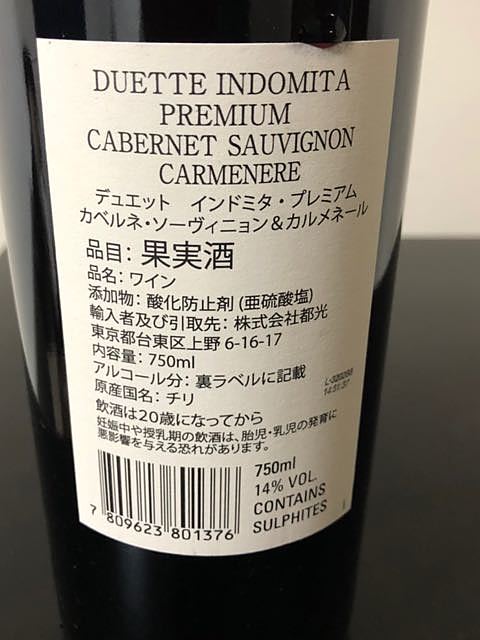 DUETTE INDOMITA
PREMIUM
CABERNET SAUVIGNON
CARMENERE
デュエット　インドミタ・プレミアム
カベルネ・ソーヴィニョン＆カルメネール
品目: 果実酒
品名: ワイン
添加物: 酸化防止剤 (亜硫酸塩)
輸入者及び引取先: 株式会社都光
東京都台東区上野 6-16-17
内容量: 750ml
アルコール分: 裏ラベルに記載
原産国名: チリ
飲酒は20歳になってから
妊娠中や授乳期の飲酒は、胎児・乳児の発育に
悪影響を与える恐れがあります。
750ml
14% VOL.
CONTAINS
SULPHITES
7 809623 801376